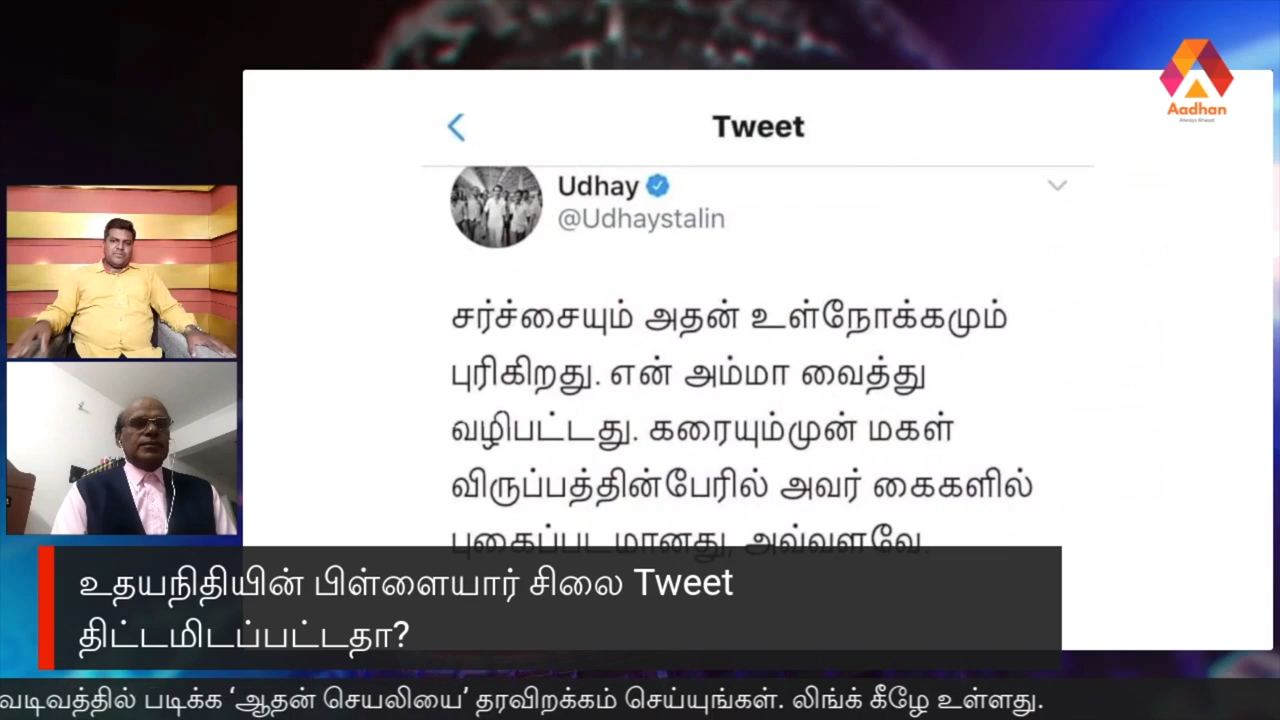 Aadhan
Always Ahead
Tweet
Udhay
@Udhaystalin
சர்ச்சையும் அதன் உள்நோக்கமும்
புரிகிறது. என் அம்மா வைத்து
வழிபட்டது. கரையும்முன் மகள்
விருப்பத்தின்பேரில் அவர் கைகளில்
புகைப்படமானது, அவ்வளவே.
உதயநிதியின் பிள்ளையார் சிலை Tweet
திட்டமிடப்பட்டதா?
வடிவத்தில் படிக்க ‘ஆதன் செயலியை’ தரவிறக்கம் செய்யுங்கள். லிங்க் கீழே உள்ளது.